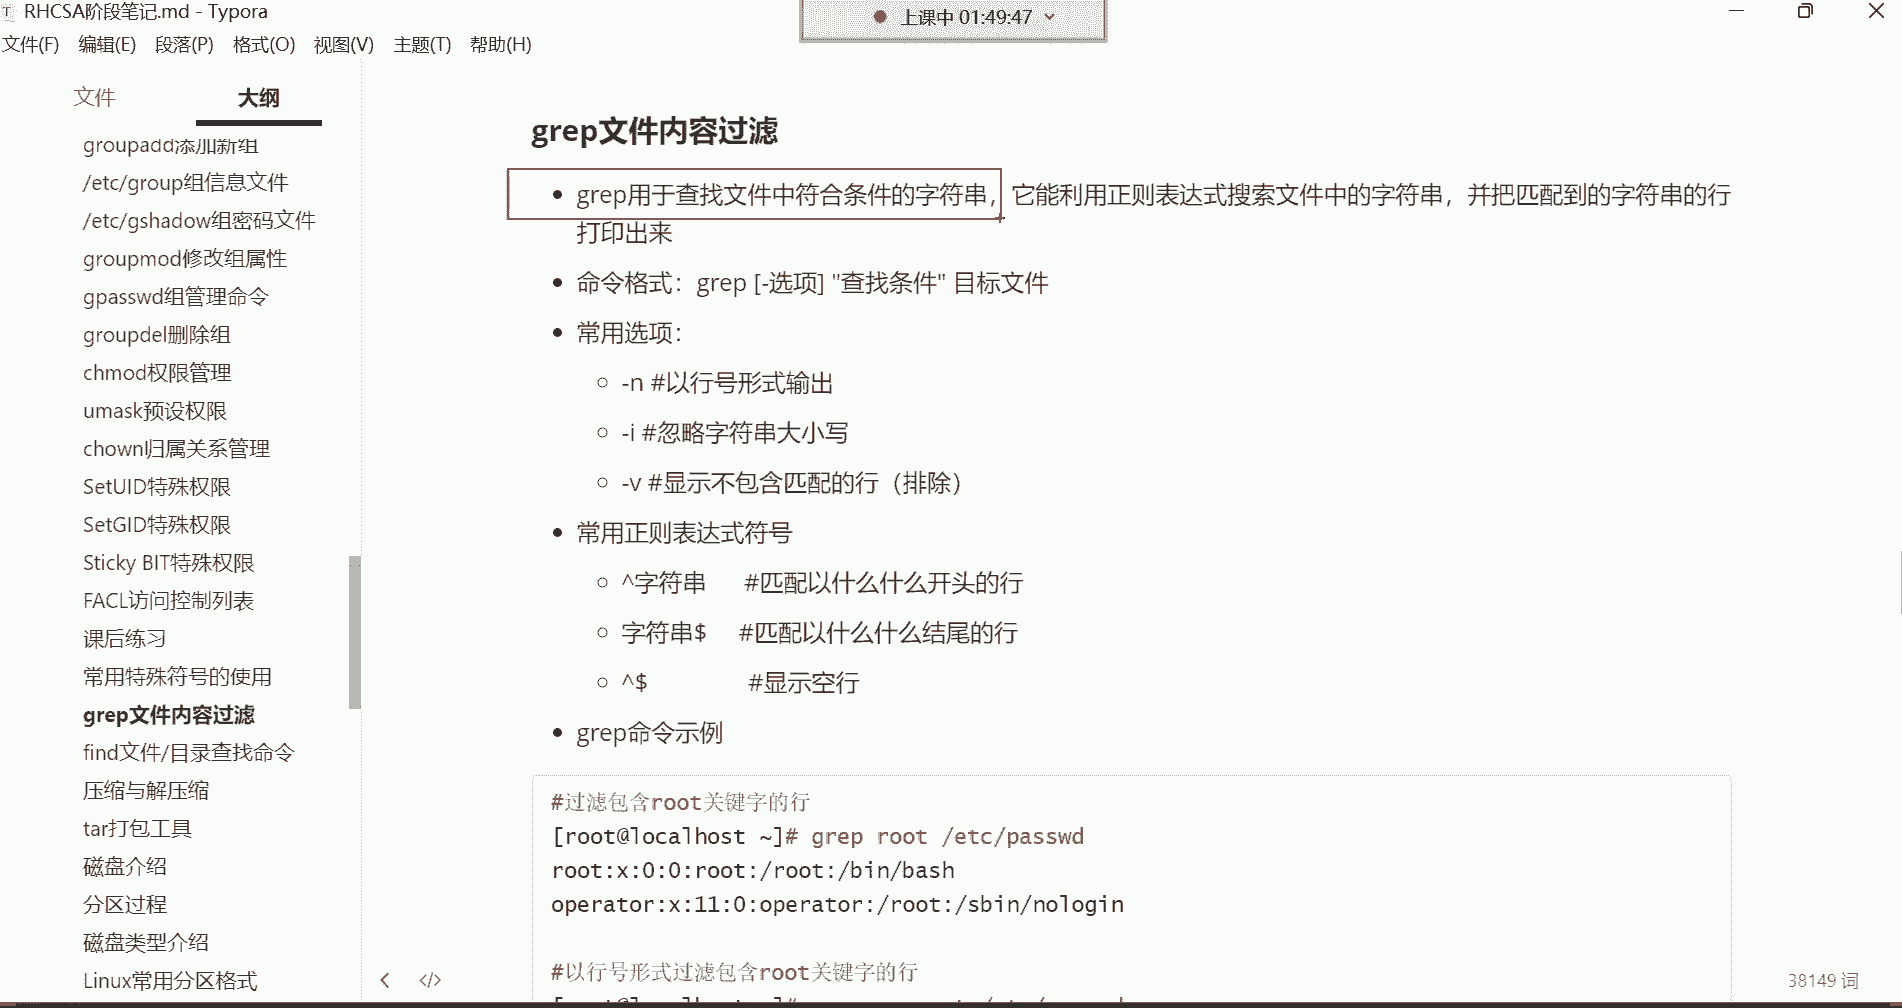 RHCSA阶段笔记.md - Typora
上课中 01:49:47
文件(F) 编辑(E) 段落(P) 格式(O) 视图(V) 主题(T) 帮助(H)
文件 大纲
groupadd添加新组
/etc/group组信息文件
/etc/gshadow组密码文件
groupmod修改组属性
gpasswd组管理命令
groupdel删除组
chmod权限管理
umask预设权限
chown归属关系管理
SetUID特殊权限
SetGID特殊权限
Sticky BIT特殊权限
FACL访问控制列表
课后练习
常用特殊符号的使用
grep文件内容过滤
find文件/目录查找命令
压缩与解压缩
tar打包工具
磁盘介绍
分区过程
磁盘类型介绍
Linux常用分区格式
grep文件内容过滤
grep用于查找文件中符合条件的字符串，它能利用正则表达式搜索文件中的字符串，并把匹配到的字符串的行
打印出来
命令格式：grep [-选项] "查找条件" 目标文件
常用选项：
-n #以行号形式输出
-i #忽略字符串大小写
-v #显示不包含匹配的行（排除）
常用正则表达式符号
^字符串 #匹配以什么什么开头的行
字符串$ #匹配以什么什么结尾的行
^$ #显示空行
grep命令示例
#过滤包含root关键字的行
[root@localhost ~]# grep root /etc/passwd
root:x:0:0:root:/root:/bin/bash
operator:x:11:0:operator:/root:/sbin/nologin
#以行号形式过滤包含root关键字的行
38149 词